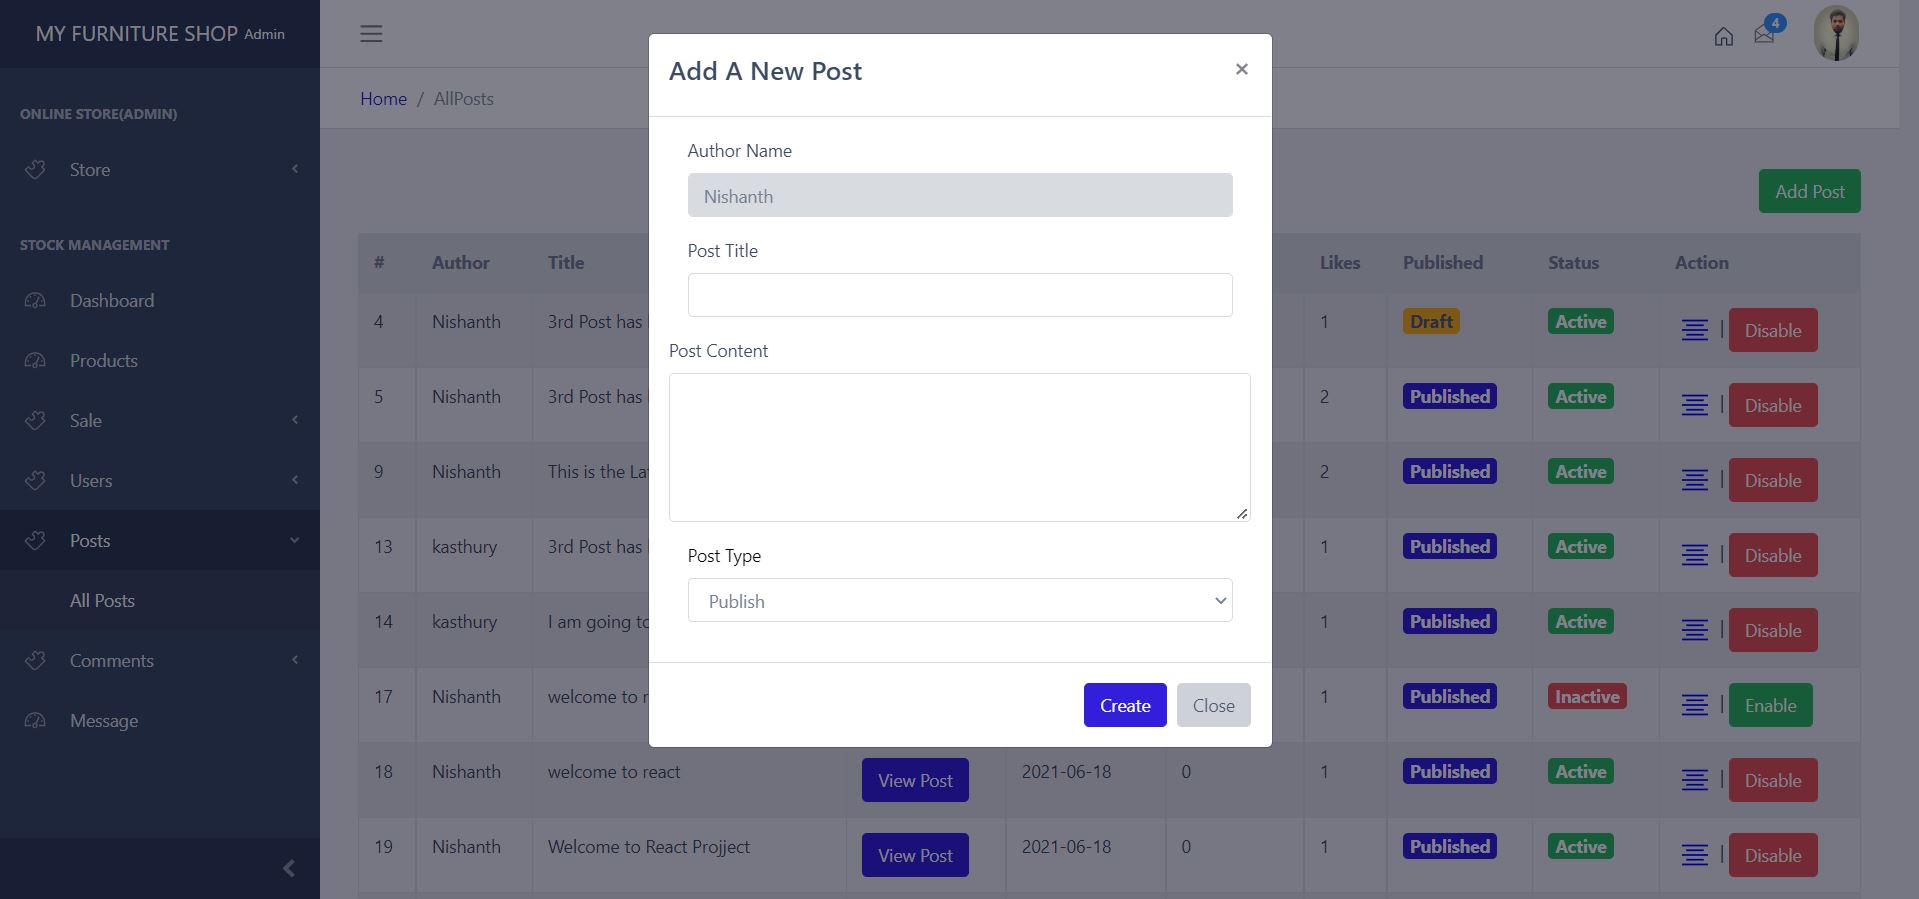 MY FURNITURE SHOP Admin
4
Home / AllPosts
ONLINE STORE(ADMIN)
Store
STOCK MANAGEMENT
Dashboard
Products
Sale
Users
Posts
All Posts
Comments
Message
Add A New Post
×
Author Name
Nishanth
Post Title
Post Content
Post Type
Publish
Create Close
Add Post
# Author Title Likes Published Status Action
4 Nishanth 3rd Post has 1 Draft Active | Disable
5 Nishanth 3rd Post has 2 Published Active | Disable
9 Nishanth This is the 2 Published Active | Disable
13 kasthury 3rd Post has 1 Published Active | Disable
14 kasthury I am going 1 Published Active | Disable
17 Nishanth welcome to 1 Published Inactive | Enable
18 Nishanth welcome to react View Post 2021-06-18 0 1 Published Active | Disable
19 Nishanth Welcome to React Projject View Post 2021-06-18 0 1 Published Active | Disable